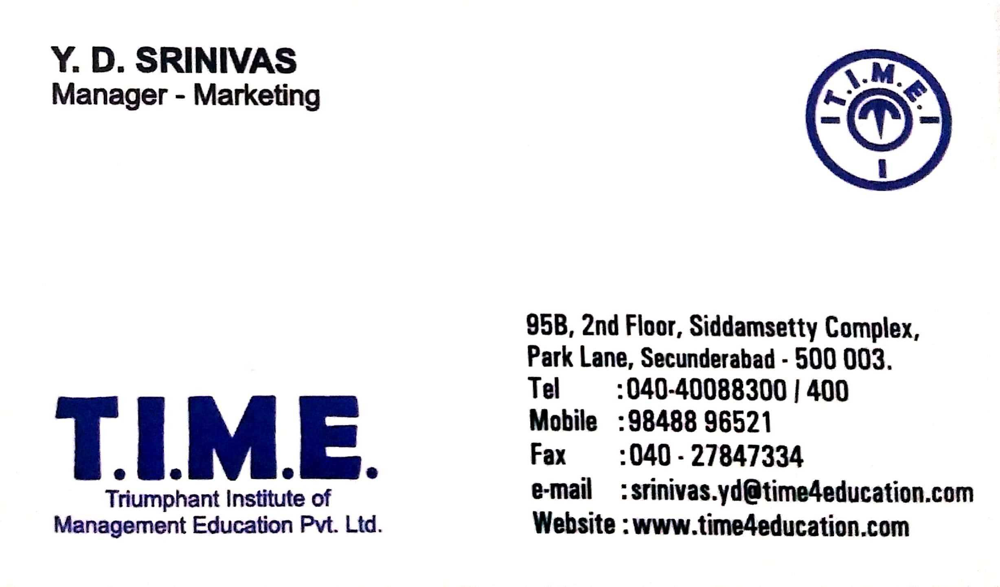 Y. D. SRINIVAS
Manager - Marketing
T.I.M.E.
T
T.I.M.E.
Triumphant Institute of
Management Education Pvt. Ltd.
95B, 2nd Floor, Siddamsetty Complex,
Park Lane, Secunderabad - 500 003.
Tel : 040-40088300 / 400
Mobile : 98488 96521
Fax : 040 - 27847334
e-mail : srinivas.yd@time4education.com
Website : www.time4education.com